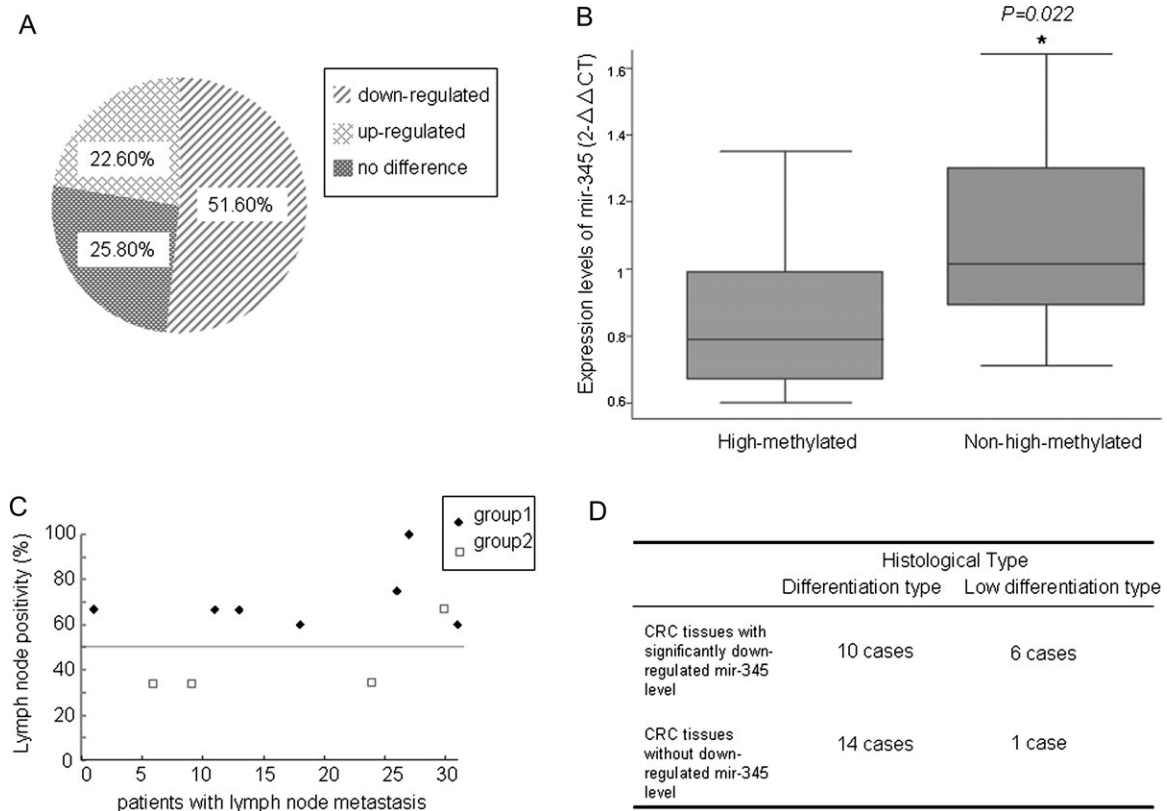 A
down-regulated
up-regulated
no difference
22.60%
51.60%
25.80%
B
P=0.022
*
Expression levels of mir-345 (2-△△CT)
1.6
1.4
1.2
1
0.8
0.6
High-methylated
Non-high-methylated
C
group1
group2
Lymph node positivity (%)
100
80
60
40
20
0
0
5
10
15
20
25
30
patients with lymph node metastasis
D
Histological Type
Differentiation type
Low differentiation type
CRC tissues with
significantly down-
regulated mir-345
level
10 cases
6 cases
CRC tissues
without down-
regulated mir-345
level
14 cases
1 case